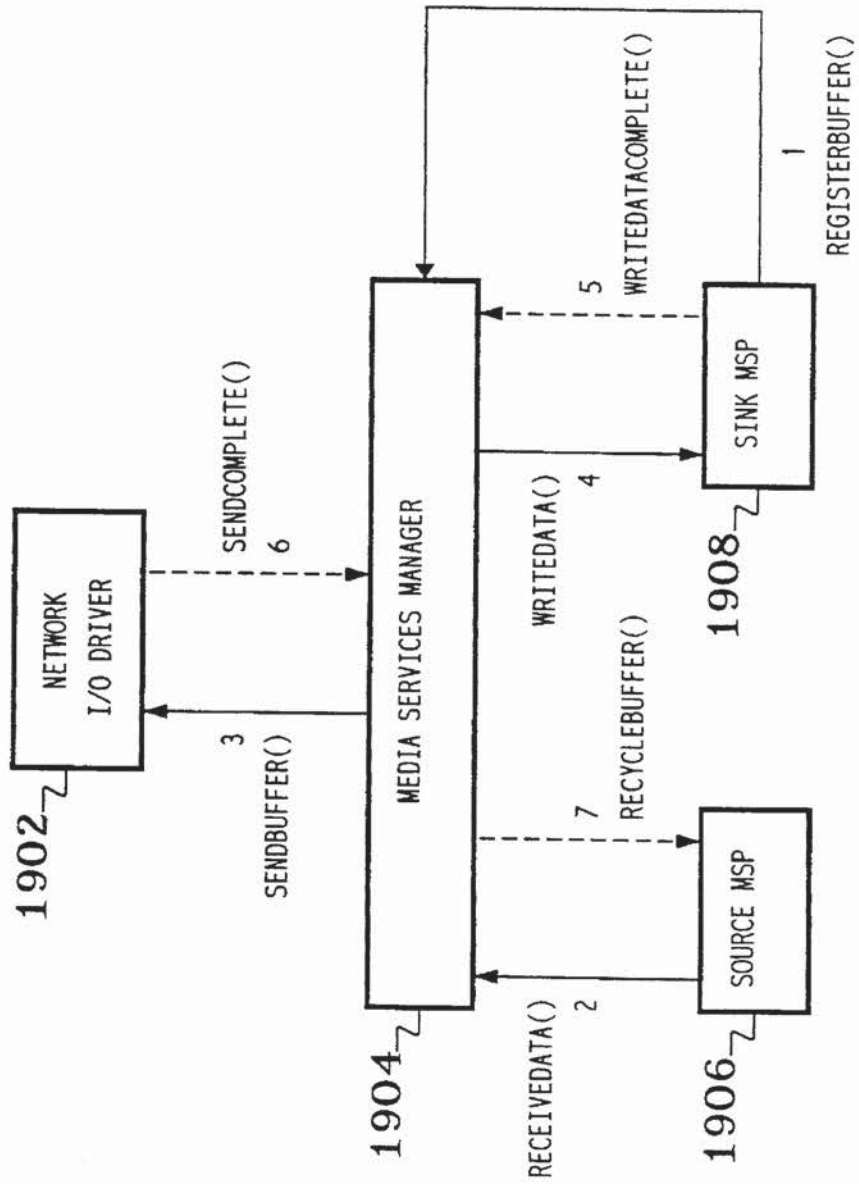 1902
NETWORK
I/O DRIVER
SENDBUFFER()
3
SENDCOMPLETE()
6
1904
MEDIA SERVICES MANAGER
RECEIVEDATA()
2
7
RECYCLEBUFFER()
WRITEDATA()
4
5
WRITEDATACOMPLETE()
1906
SOURCE MSP
1908
SINK MSP
1
REGISTERBUFFER()